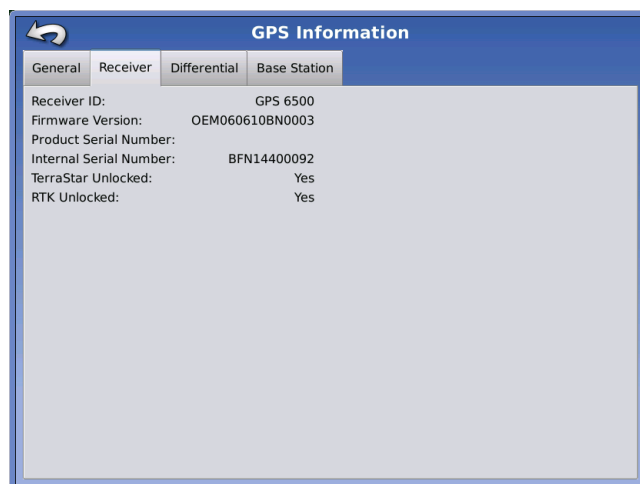 GPS Information
General Receiver Differential Base Station
Receiver ID: GPS 6500
Firmware Version: OEM060610BN0003
Product Serial Number:
Internal Serial Number: BFN14400092
TerraStar Unlocked: Yes
RTK Unlocked: Yes